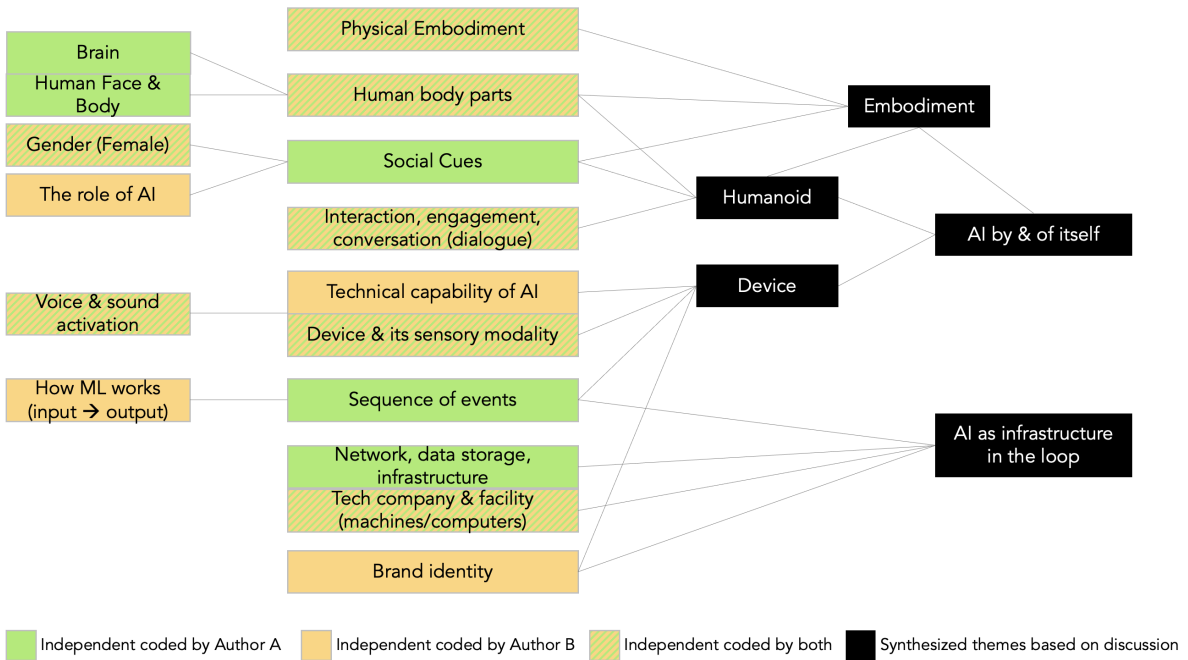 Brain
Human Face &
Body
Gender (Female)
The role of AI
Voice & sound
activation
How ML works
(input → output)
Physical Embodiment
Human body parts
Social Cues
Interaction, engagement,
conversation (dialogue)
Technical capability of AI
Device & its sensory modality
Sequence of events
Network, data storage,
infrastructure
Tech company & facility
(machines/computers)
Brand identity
Embodiment
Humanoid
Device
AI by & of itself
AI as infrastructure
in the loop
Independent coded by Author A
Independent coded by Author B
Independent coded by both
Synthesized themes based on discussion